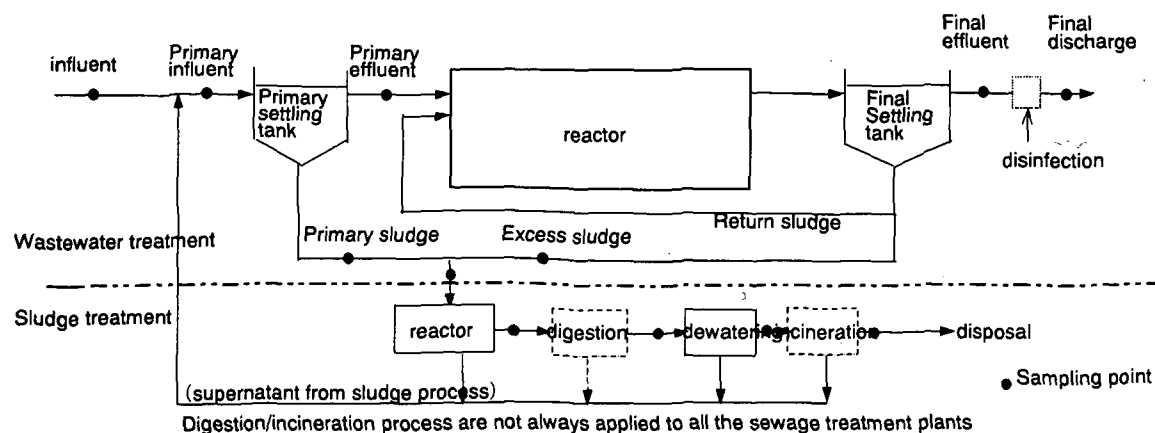 influent
Primary
influent
Primary
settling
tank
Primary
effluent
reactor
Final
Settling
tank
Final
effluent
Final
discharge
disinfection
Return sludge
Wastewater treatment
Primary sludge
Excess sludge
Sludge treatment
reactor
digestion
dewatering
incineration
disposal
(supernatant from sludge process)
Sampling point
Digestion/incineration process are not always applied to all the sewage treatment plants